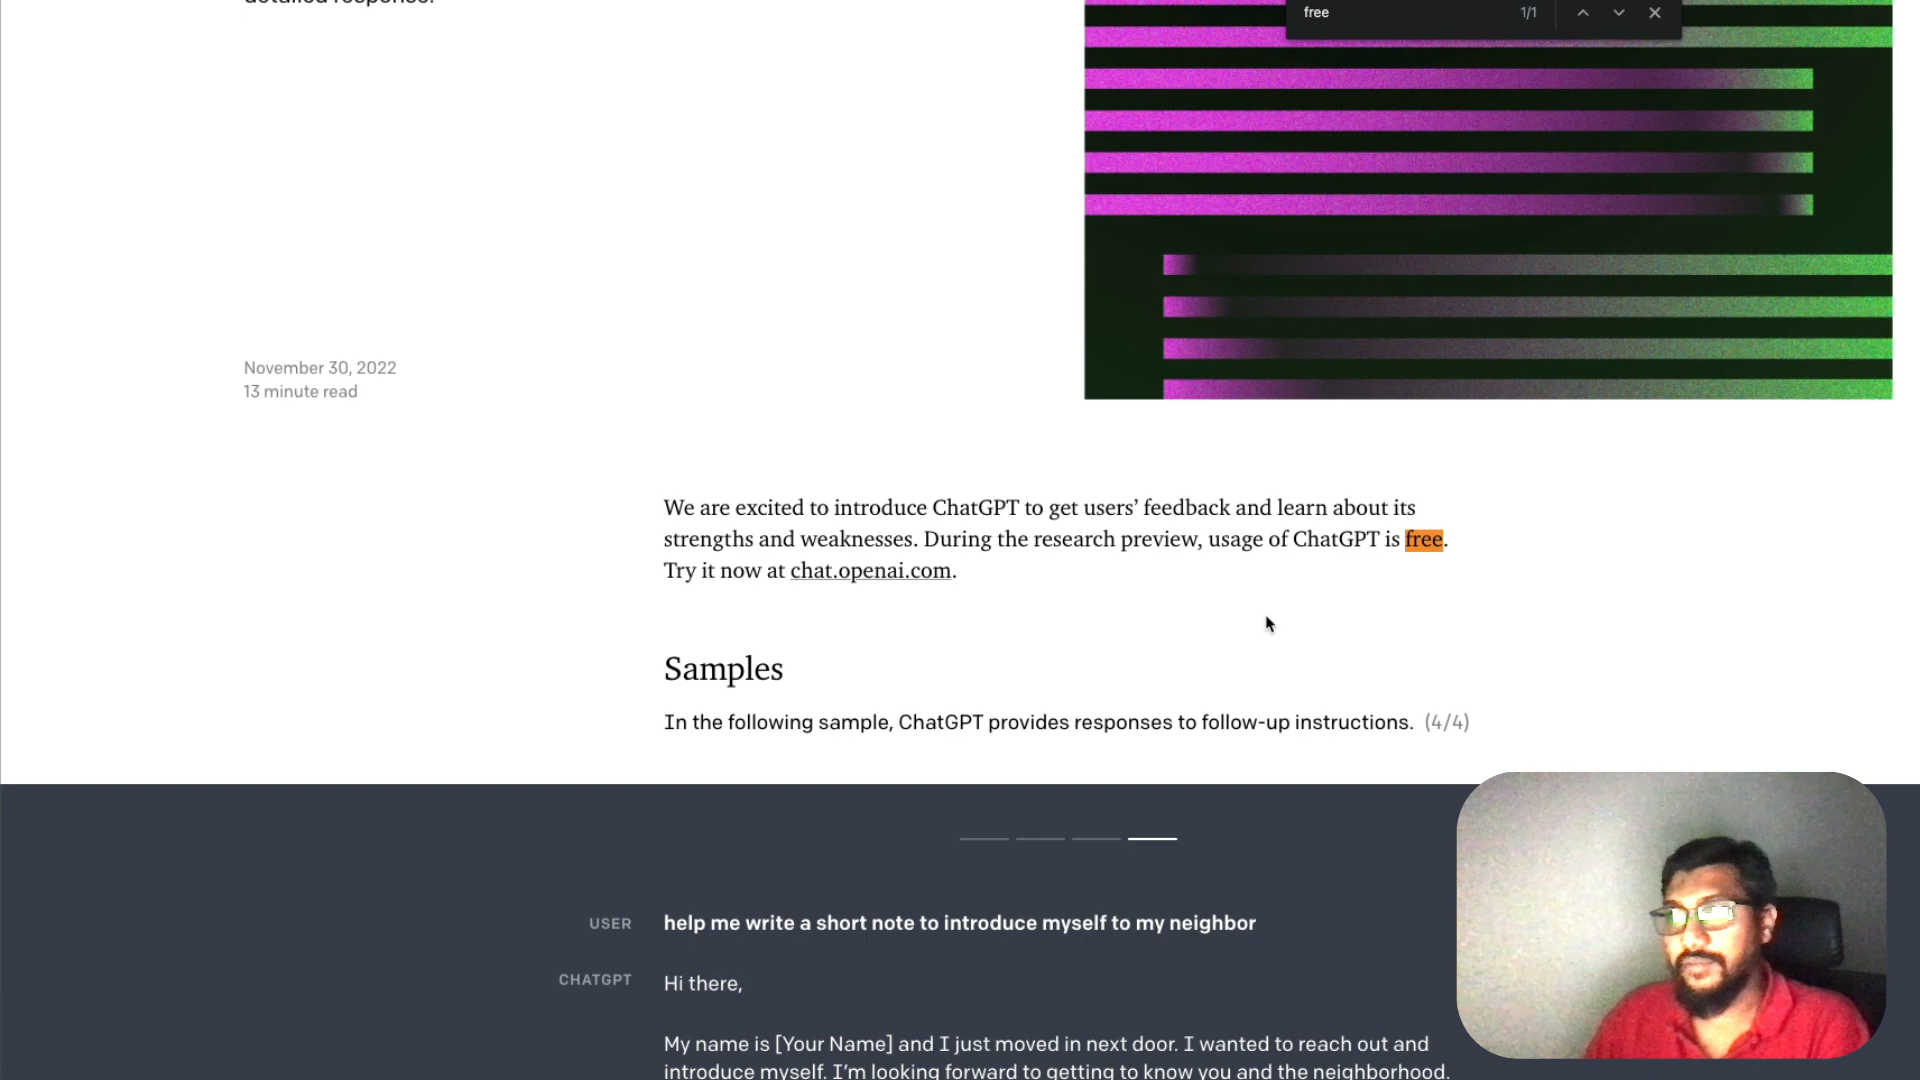 free 1/1
November 30, 2022
13 minute read
We are excited to introduce ChatGPT to get users’ feedback and learn about its
strengths and weaknesses. During the research preview, usage of ChatGPT is free.
Try it now at chat.openai.com.
Samples
In the following sample, ChatGPT provides responses to follow-up instructions. (4/4)
USER help me write a short note to introduce myself to my neighbor
CHATGPT Hi there,
My name is [Your Name] and I just moved in next door. I wanted to reach out and
introduce myself. I’m looking forward to getting to know you and the neighborhood.